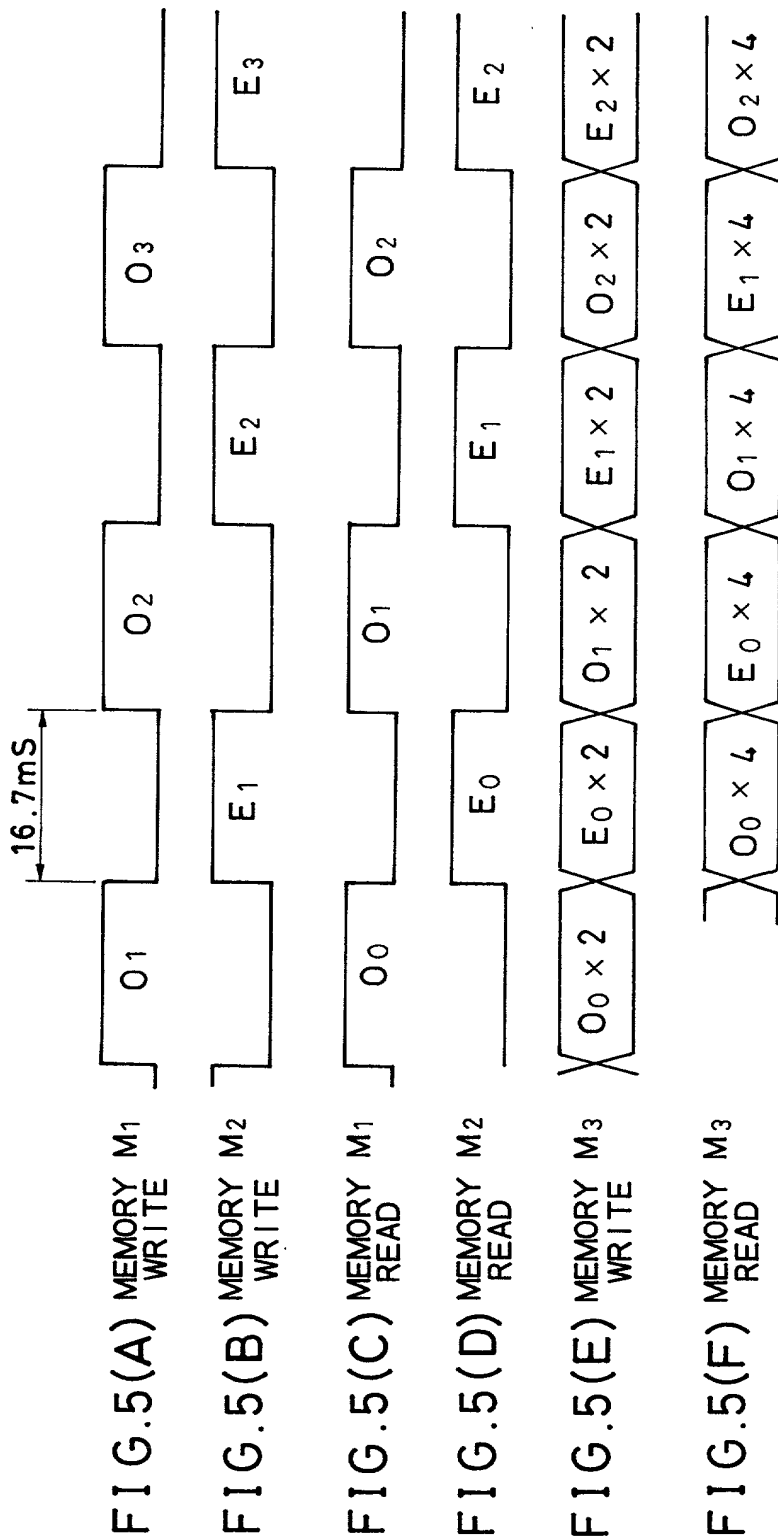 16.7mS
FIG.5(A) MEMORY M1 WRITE O1 O2 O3
FIG.5(B) MEMORY M2 WRITE E1 E2 E3
FIG.5(C) MEMORY M1 READ O0 O1 O2
FIG.5(D) MEMORY M2 READ E0 E1 E2
FIG.5(E) MEMORY M3 WRITE O0 × 2 E0 × 2 O1 × 2 E1 × 2 O2 × 2 E2 × 2
FIG.5(F) MEMORY M3 READ O0 × 4 E0 × 4 O1 × 4 E1 × 4 O2 × 4